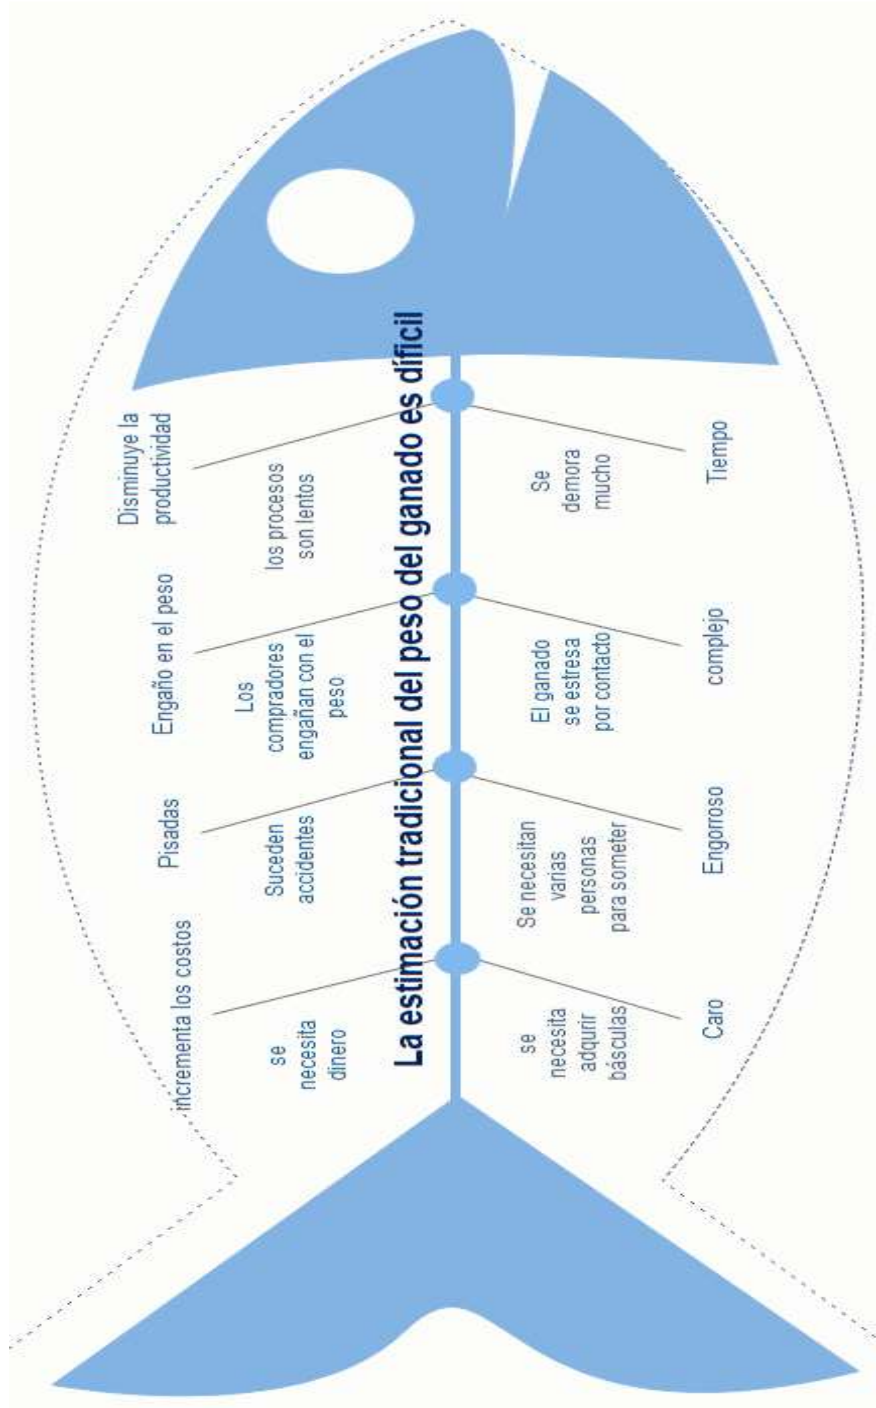 incrementa los costos
Pisadas
Engaño en el peso
Disminuye la
productividad
se
necesita
dinero
Suceden
accidentes
Los
compradores
engañan con el
peso
los procesos
son lentos
La estimación tradicional del peso del ganado es díficil
se
necesita
adqurir
básculas
Se necesitan
varias
personas
para someter
El ganado
se estresa
por contacto
Se
demora
mucho
Caro
Engorroso
complejo
Tiempo